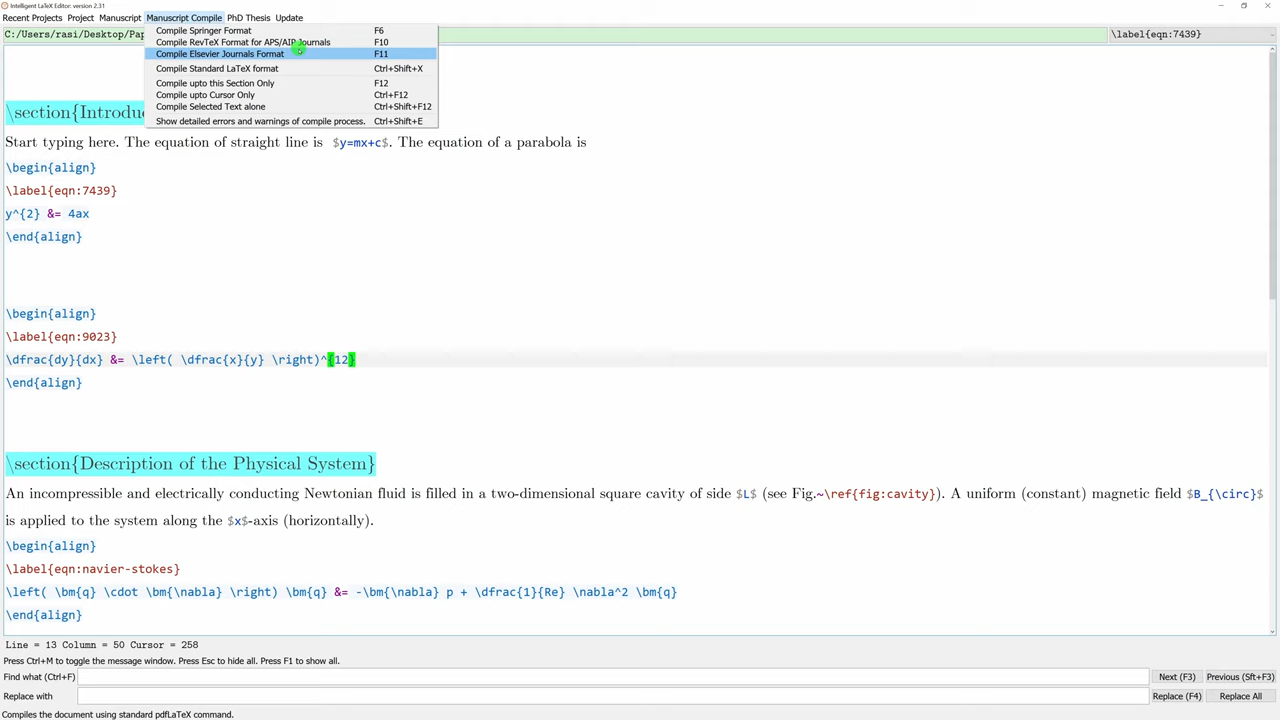 Intelligent LaTeX Editor: version 2.31
Recent Projects Project Manuscript Manuscript Compile PhD Thesis Update
C:/Users/rasi/Desktop/Pap
\label{eqn:7439}
Compile Springer Format F6
Compile RevTeX Format for APS/AIP Journals F10
Compile Elsevier Journals Format F11
Compile Standard LaTeX format Ctrl+Shift+X
Compile upto this Section Only F12
Compile upto Cursor Only Ctrl+F12
Compile Selected Text alone Ctrl+Shift+F12
Show detailed errors and warnings of compile process. Ctrl+Shift+E
\section{Introduc
Start typing here. The equation of straight line is $y=mx+c$. The equation of a parabola is
\begin{align}
\label{eqn:7439}
y^{2} &= 4ax
\end{align}
\begin{align}
\label{eqn:9023}
\dfrac{dy}{dx} &= \left( \dfrac{x}{y} \right)^{12}
\end{align}
\section{Description of the Physical System}
An incompressible and electrically conducting Newtonian fluid is filled in a two-dimensional square cavity of side $L$ (see Fig.~\ref{fig:cavity}). A uniform (constant) magnetic field $B_{\circ}$
is applied to the system along the $x$-axis (horizontally).
\begin{align}
\label{eqn:navier-stokes}
\left( \bm{q} \cdot \bm{\nabla} \right) \bm{q} &= -\bm{\nabla} p + \dfrac{1}{Re} \nabla^2 \bm{q}
\end{align}
Line = 13 Column = 50 Cursor = 258
Press Ctrl+M to toggle the message window. Press Esc to hide all. Press F1 to show all.
Find what (Ctrl+F) Next (F3) Previous (Sft+F3)
Replace with Replace (F4) Replace All
Compiles the document using standard pdfLaTeX command.